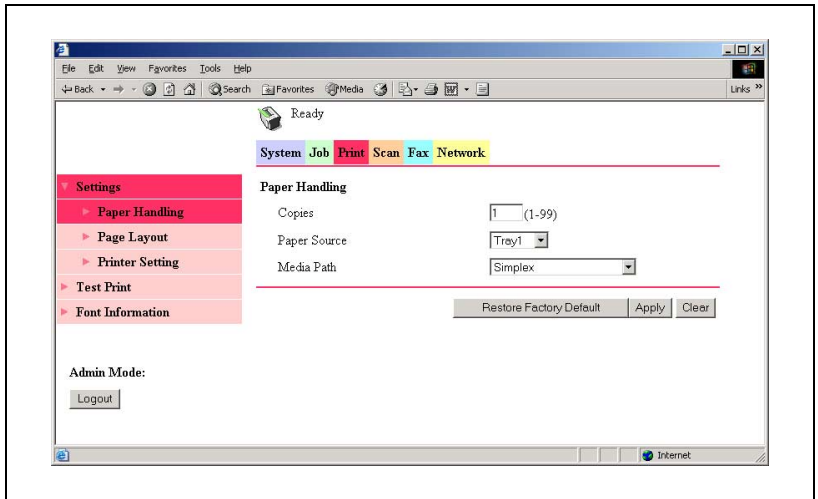 File Edit View Favorites Tools Help
Back Search Favorites Media Links »
Ready
System Job Print Scan Fax Network
Settings
Paper Handling
Page Layout
Printer Setting
Test Print
Font Information
Paper Handling
Copies 1 (1-99)
Paper Source Tray1
Media Path Simplex
Restore Factory Default Apply Clear
Admin Mode:
Logout
Internet